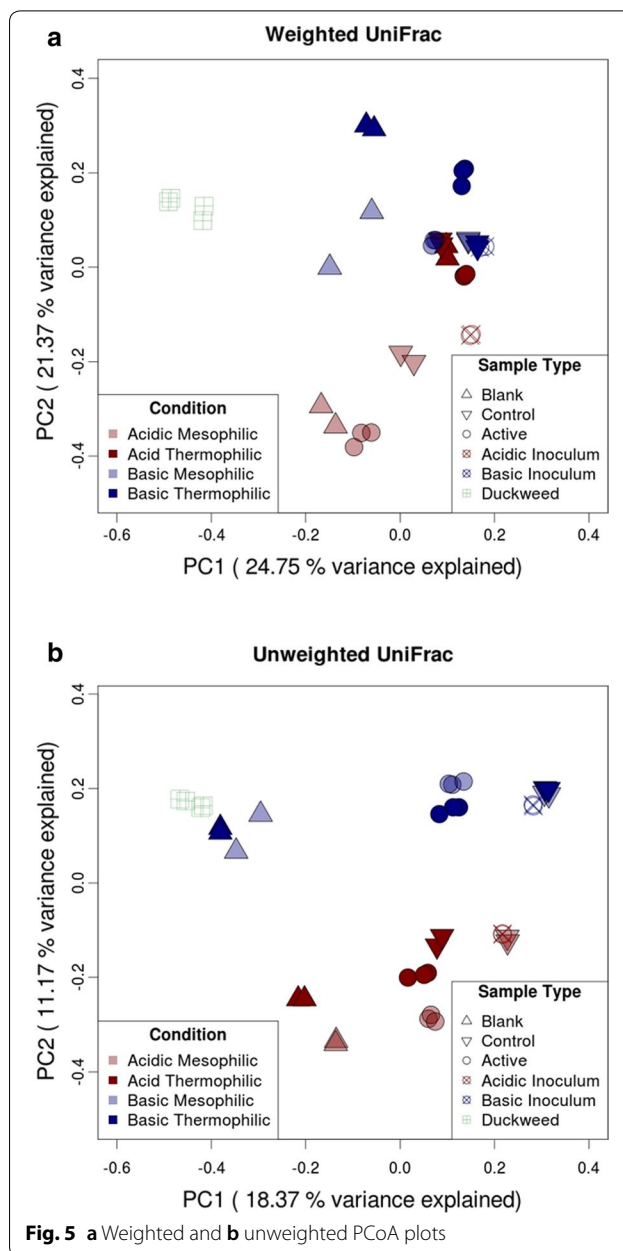 a
Weighted UniFrac
PC2 ( 21.37 % variance explained)
0.4
0.2
0.0
-0.2
-0.4
Condition
Acidic Mesophilic
Acid Thermophilic
Basic Mesophilic
Basic Thermophilic
Sample Type
Blank
Control
Active
Acidic Inoculum
Basic Inoculum
Duckweed
-0.6 -0.4 -0.2 0.0 0.2 0.4
PC1 ( 24.75 % variance explained)
b
Unweighted UniFrac
PC2 ( 11.17 % variance explained)
0.4
0.2
0.0
-0.2
-0.4
Condition
Acidic Mesophilic
Acid Thermophilic
Basic Mesophilic
Basic Thermophilic
Sample Type
Blank
Control
Active
Acidic Inoculum
Basic Inoculum
Duckweed
-0.6 -0.4 -0.2 0.0 0.2 0.4
PC1 ( 18.37 % variance explained)
Fig. 5 a Weighted and b unweighted PCoA plots